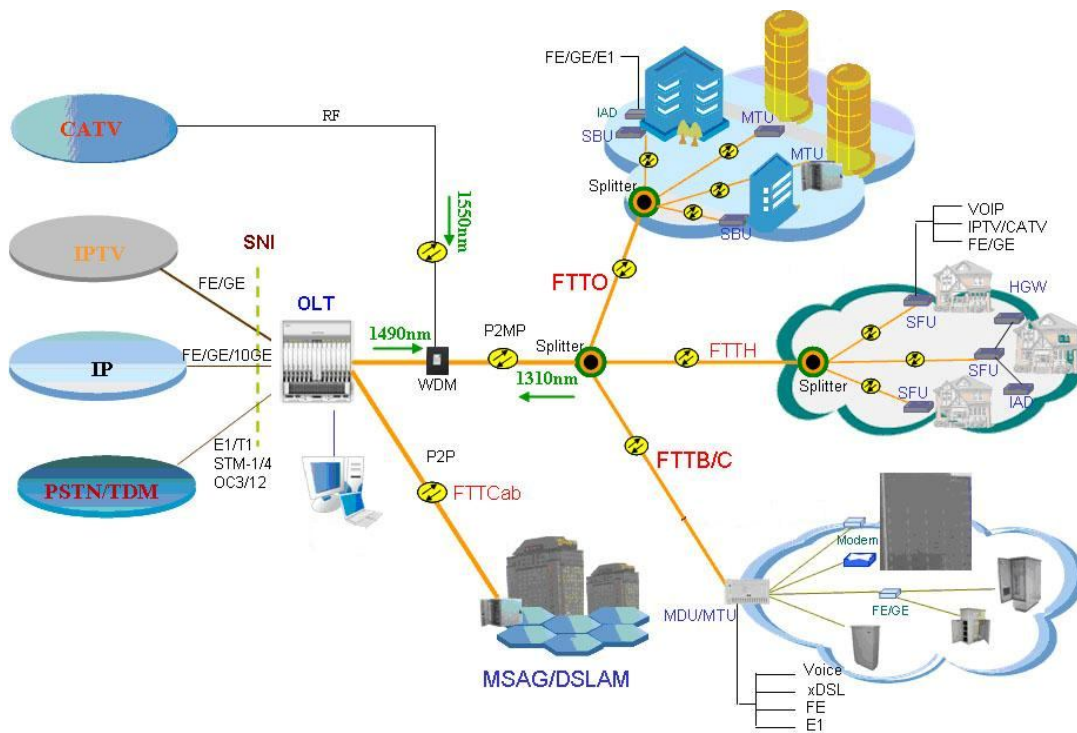 FE/GE/E1
CATV
RF
IAD
SBU
MTU
MTU
Splitter
SBU
1550nm
VOIP
IPTV/CATV
FE/GE
IPTV
SNI
FE/GE
OLT
FTTO
HGW
SFU
1490nm
P2MP
Splitter
FTTH
IP
FE/GE/10GE
WDM
1310nm
Splitter
SFU
SFU
IAD
E1/T1
STM-1/4
OC3/12
PSTN/TDM
P2P
FTTCab
FTTB/C
Modem
MDU/MTU
FE/GE
MSAG/DSLAM
Voice
xDSL
FE
E1